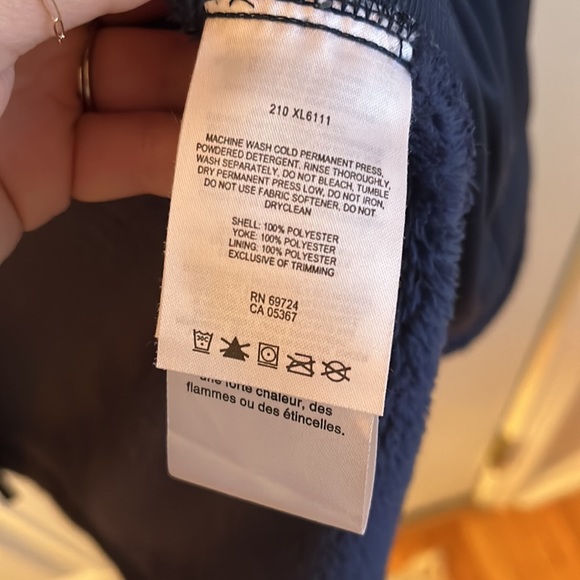 210 XL6111
MACHINE WASH COLD PERMANENT PRESS,
POWDERED DETERGENT. RINSE THOROUGHLY,
WASH SEPARATELY, DO NOT BLEACH, TUMBLE
DRY PERMANENT PRESS LOW, DO NOT IRON,
DO NOT USE FABRIC SOFTENER, DO NOT
DRYCLEAN
SHELL: 100% POLYESTER
YOKE: 100% POLYESTER
LINING: 100% POLYESTER
EXCLUSIVE OF TRIMMING
RN 69724
CA 05367
30C
une forte chaleur, des
flammes ou des étincelles.